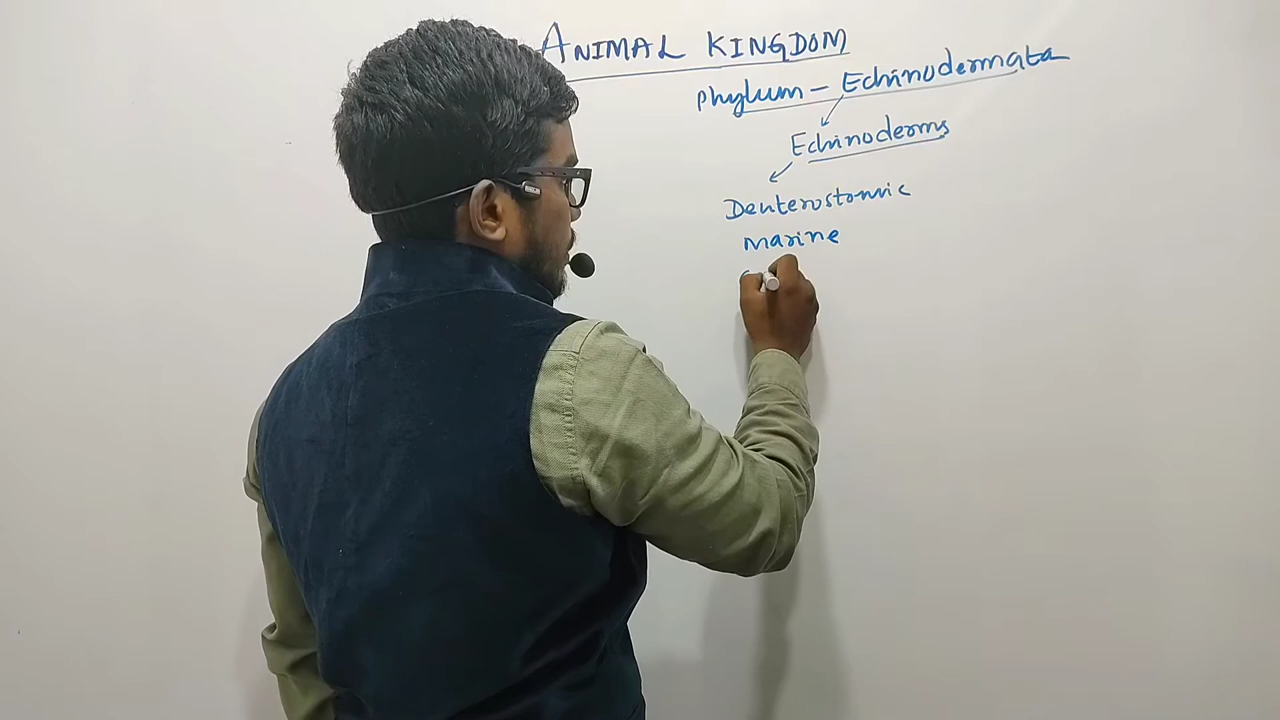 ANIMAL KINGDOM
Phylum - Echinodermata
Echinoderms
Deuterostomic
marine